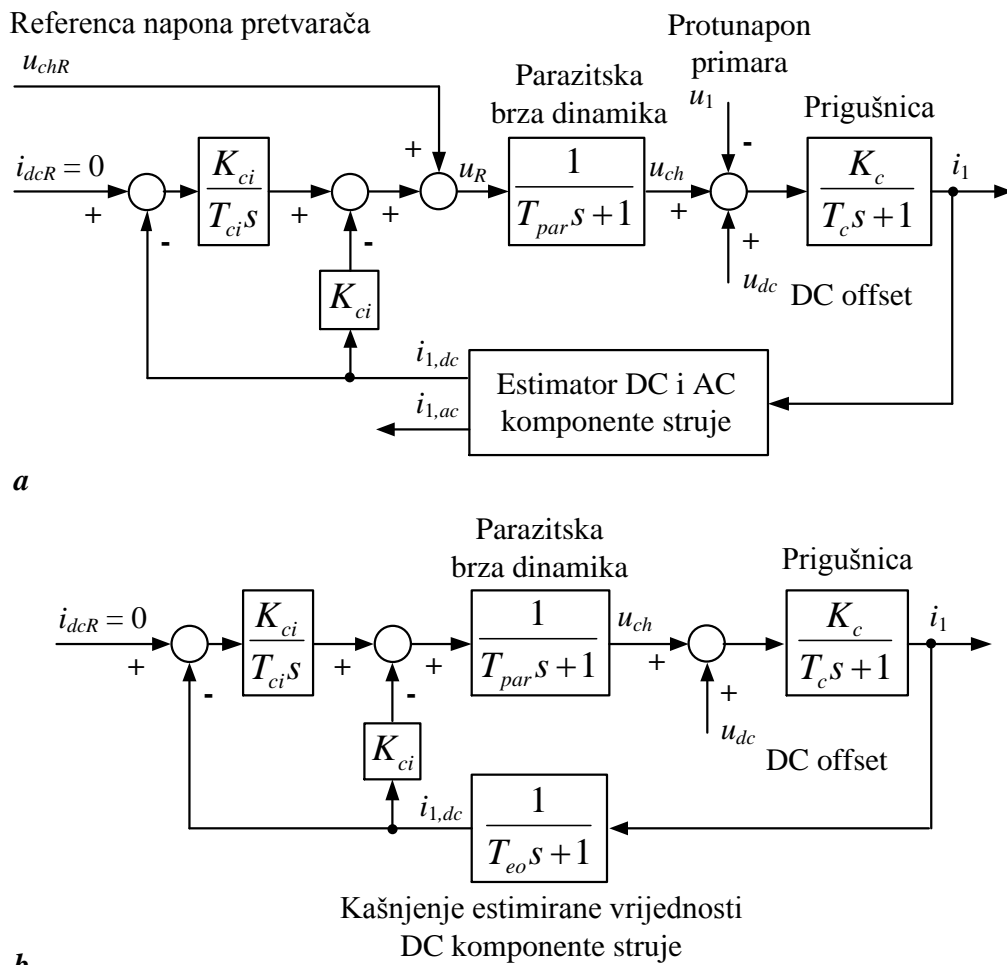 Referenca napona pretvarača
u_chR
Protunapon
primara
u_1
Parazitska
brza dinamika
Prigušnica
i_dcR = 0
+
-
K_ci
T_ci s
+
-
+
+
u_R
1
T_par s + 1
u_ch
+
-
+
K_c
T_c s + 1
i_1
K_ci
u_dc
DC offset
i_1,dc
i_1,ac
Estimator DC i AC
komponente struje
a
Parazitska
brza dinamika
Prigušnica
i_dcR = 0
+
-
K_ci
T_ci s
+
-
+
1
T_par s + 1
u_ch
+
+
K_c
T_c s + 1
i_1
K_ci
u_dc
DC offset
i_1,dc
1
T_eo s + 1
Kašnjenje estimirane vrijednosti
DC komponente struje
b